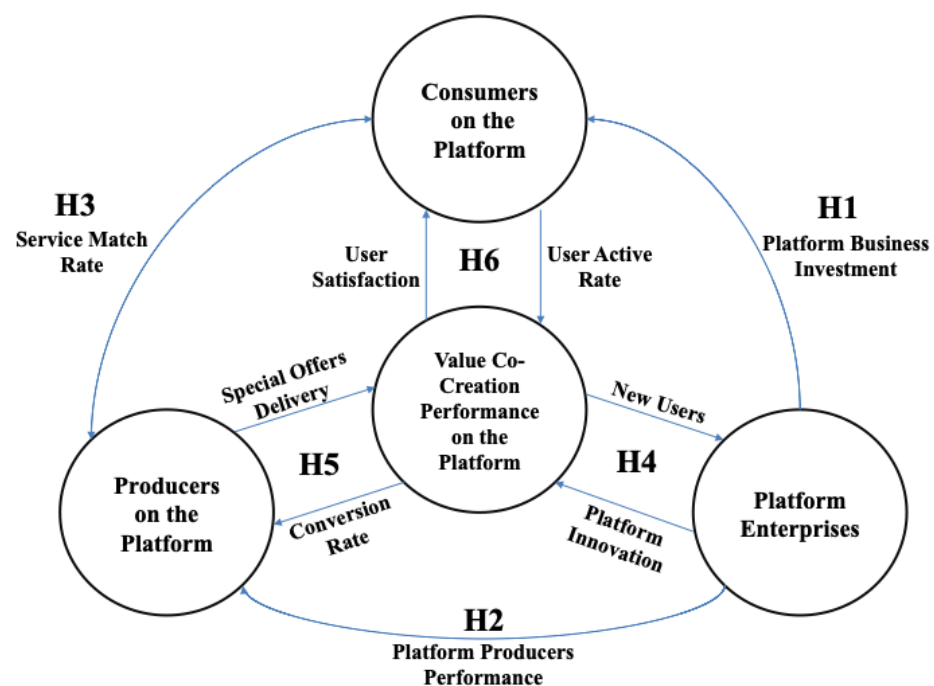 Consumers
on the
Platform
H3
Service Match
Rate
H1
Platform Business
Investment
User
Satisfaction
H6
User Active
Rate
Special Offers
Delivery
Value Co-
Creation
Performance
on the
Platform
New Users
H5
H4
Conversion
Rate
Platform
Innovation
Producers
on the
Platform
Platform
Enterprises
H2
Platform Producers
Performance